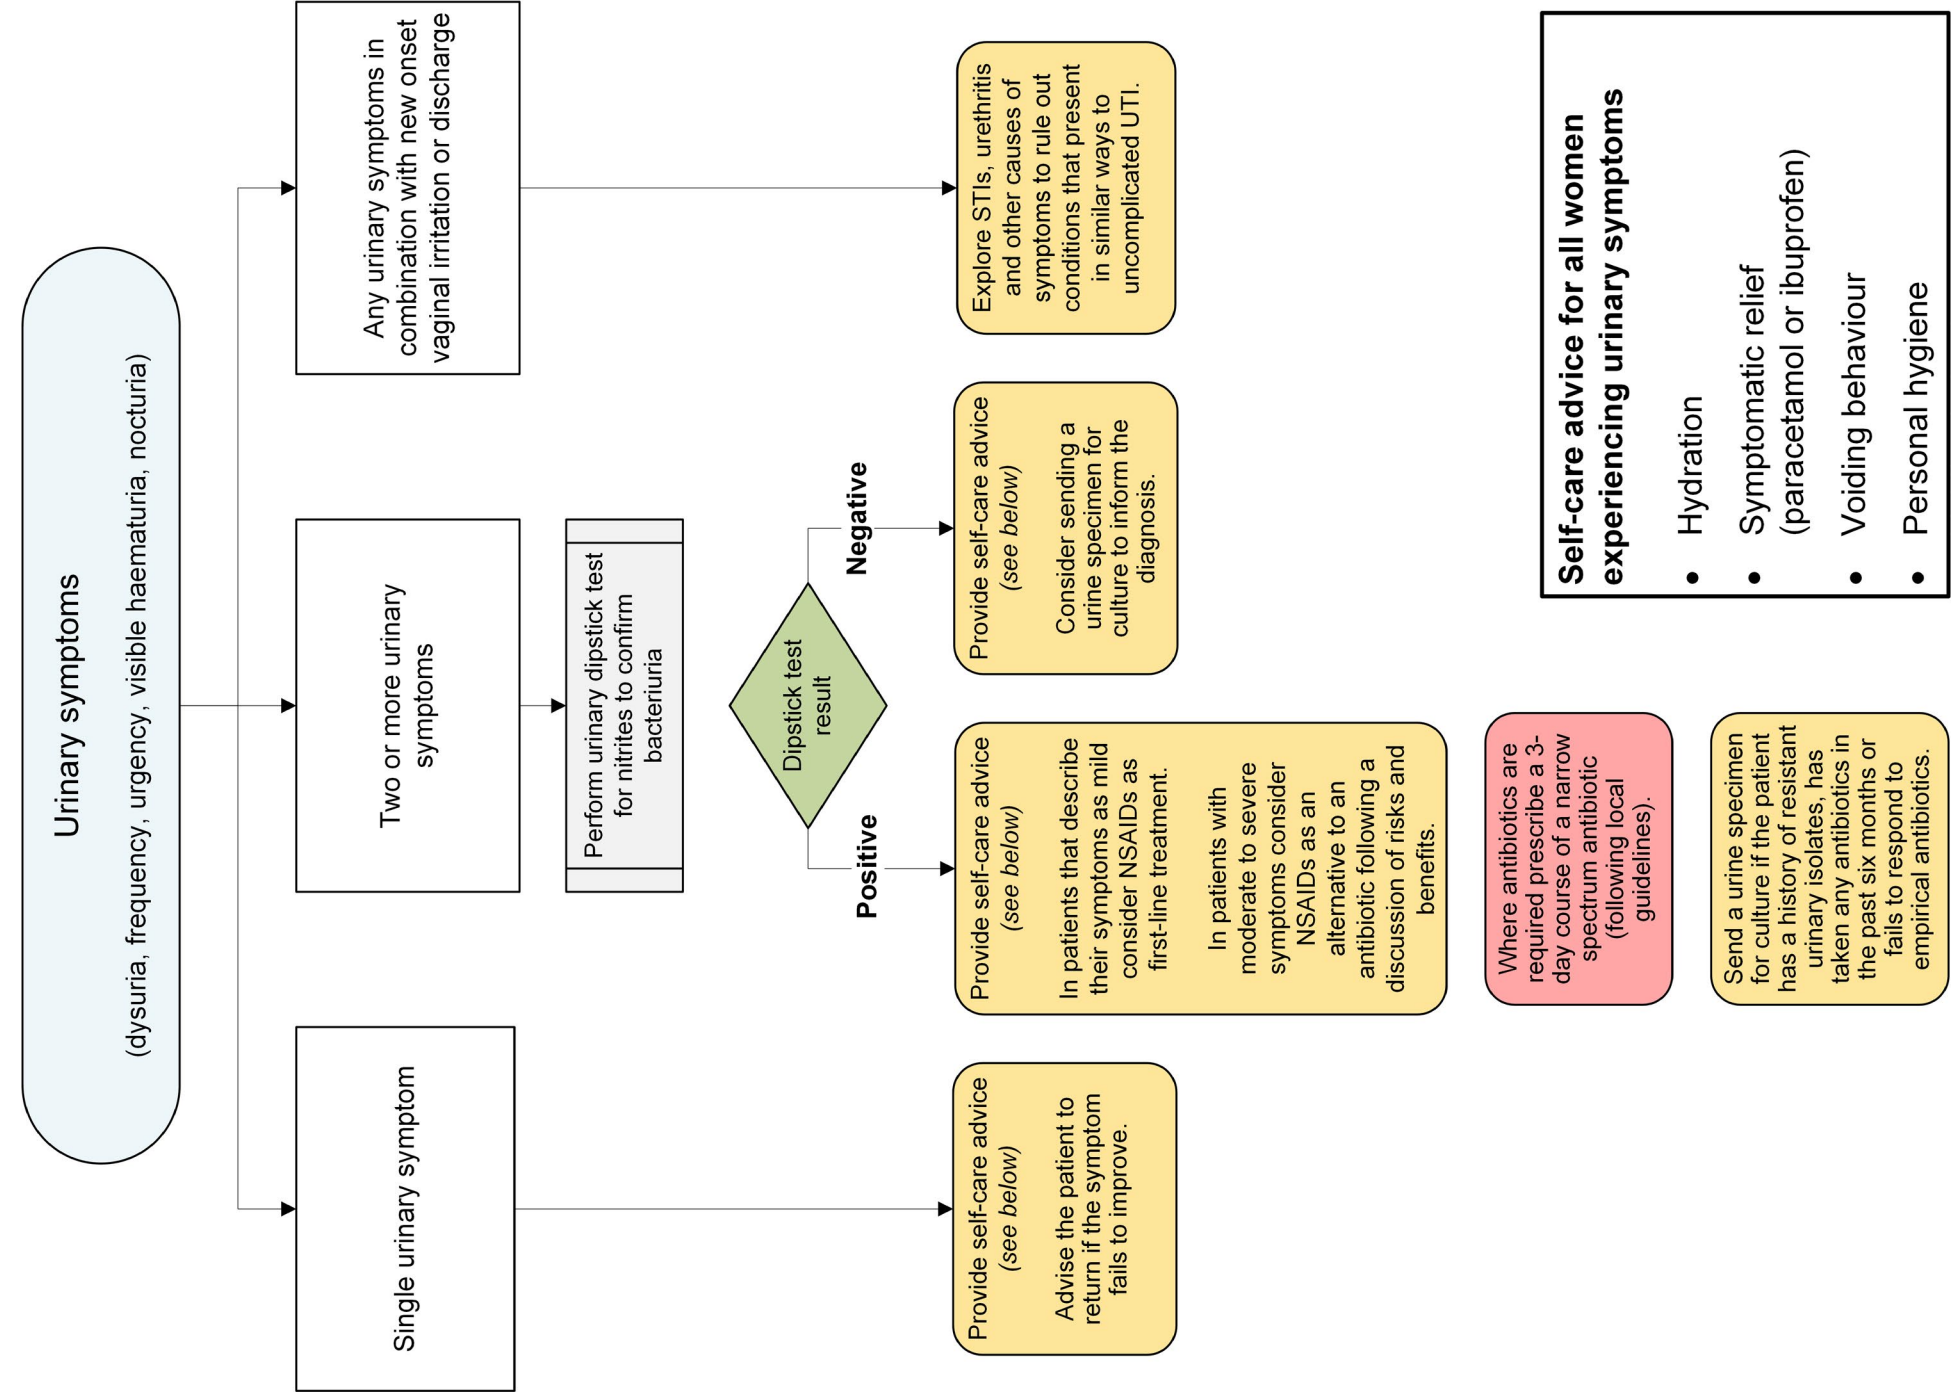 Urinary symptoms
(dysuria, frequency, urgency, visible haematuria, nocturia)
Single urinary symptom
Two or more urinary
symptoms
Any urinary symptoms in
combination with new onset
vaginal irritation or discharge
Perform urinary dipstick test
for nitrites to confirm
bacteriuria
Dipstick test
result
Positive
Negative
Provide self-care advice
(see below)
Advise the patient to
return if the symptom
fails to improve.
Provide self-care advice
(see below)
In patients that describe
their symptoms as mild
consider NSAIDs as
first-line treatment.
In patients with
moderate to severe
symptoms consider
NSAIDs as an
alternative to an
antibiotic following a
discussion of risks and
benefits.
Provide self-care advice
(see below)
Consider sending a
urine specimen for
culture to inform the
diagnosis.
Explore STIs, urethritis
and other causes of
symptoms to rule out
conditions that present
in similar ways to
uncomplicated UTI.
Where antibiotics are
required prescribe a 3-
day course of a narrow
spectrum antibiotic
(following local
guidelines).
Send a urine specimen
for culture if the patient
has a history of resistant
urinary isolates, has
taken any antibiotics in
the past six months or
fails to respond to
empirical antibiotics.
Self-care advice for all women
experiencing urinary symptoms
• Hydration
• Symptomatic relief
(paracetamol or ibuprofen)
• Voiding behaviour
• Personal hygiene